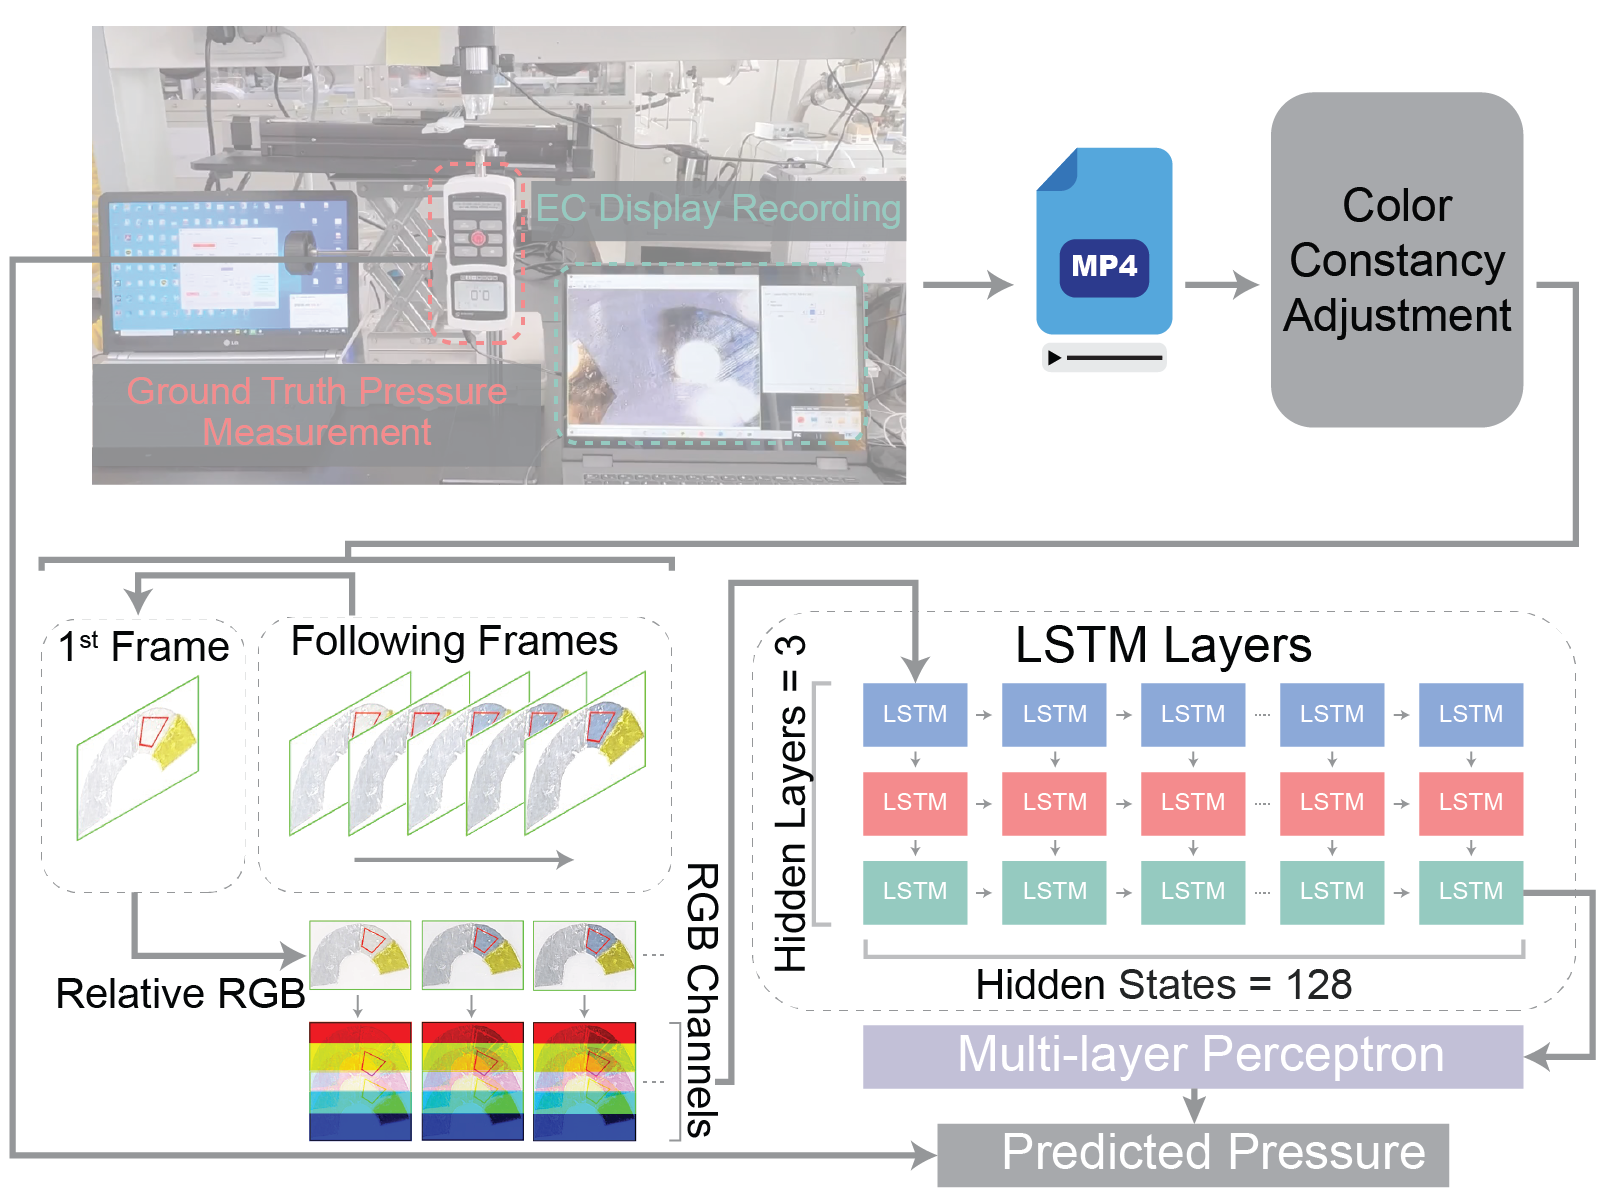 EC Display Recording
Ground Truth Pressure
Measurement
MP4
Color
Constancy
Adjustment
1st Frame
Following Frames
Relative RGB
RGB Channels
LSTM Layers
Hidden Layers = 3
LSTM LSTM LSTM LSTM LSTM
LSTM LSTM LSTM LSTM LSTM
LSTM LSTM LSTM LSTM LSTM
Hidden States = 128
Multi-layer Perceptron
Predicted Pressure
LG